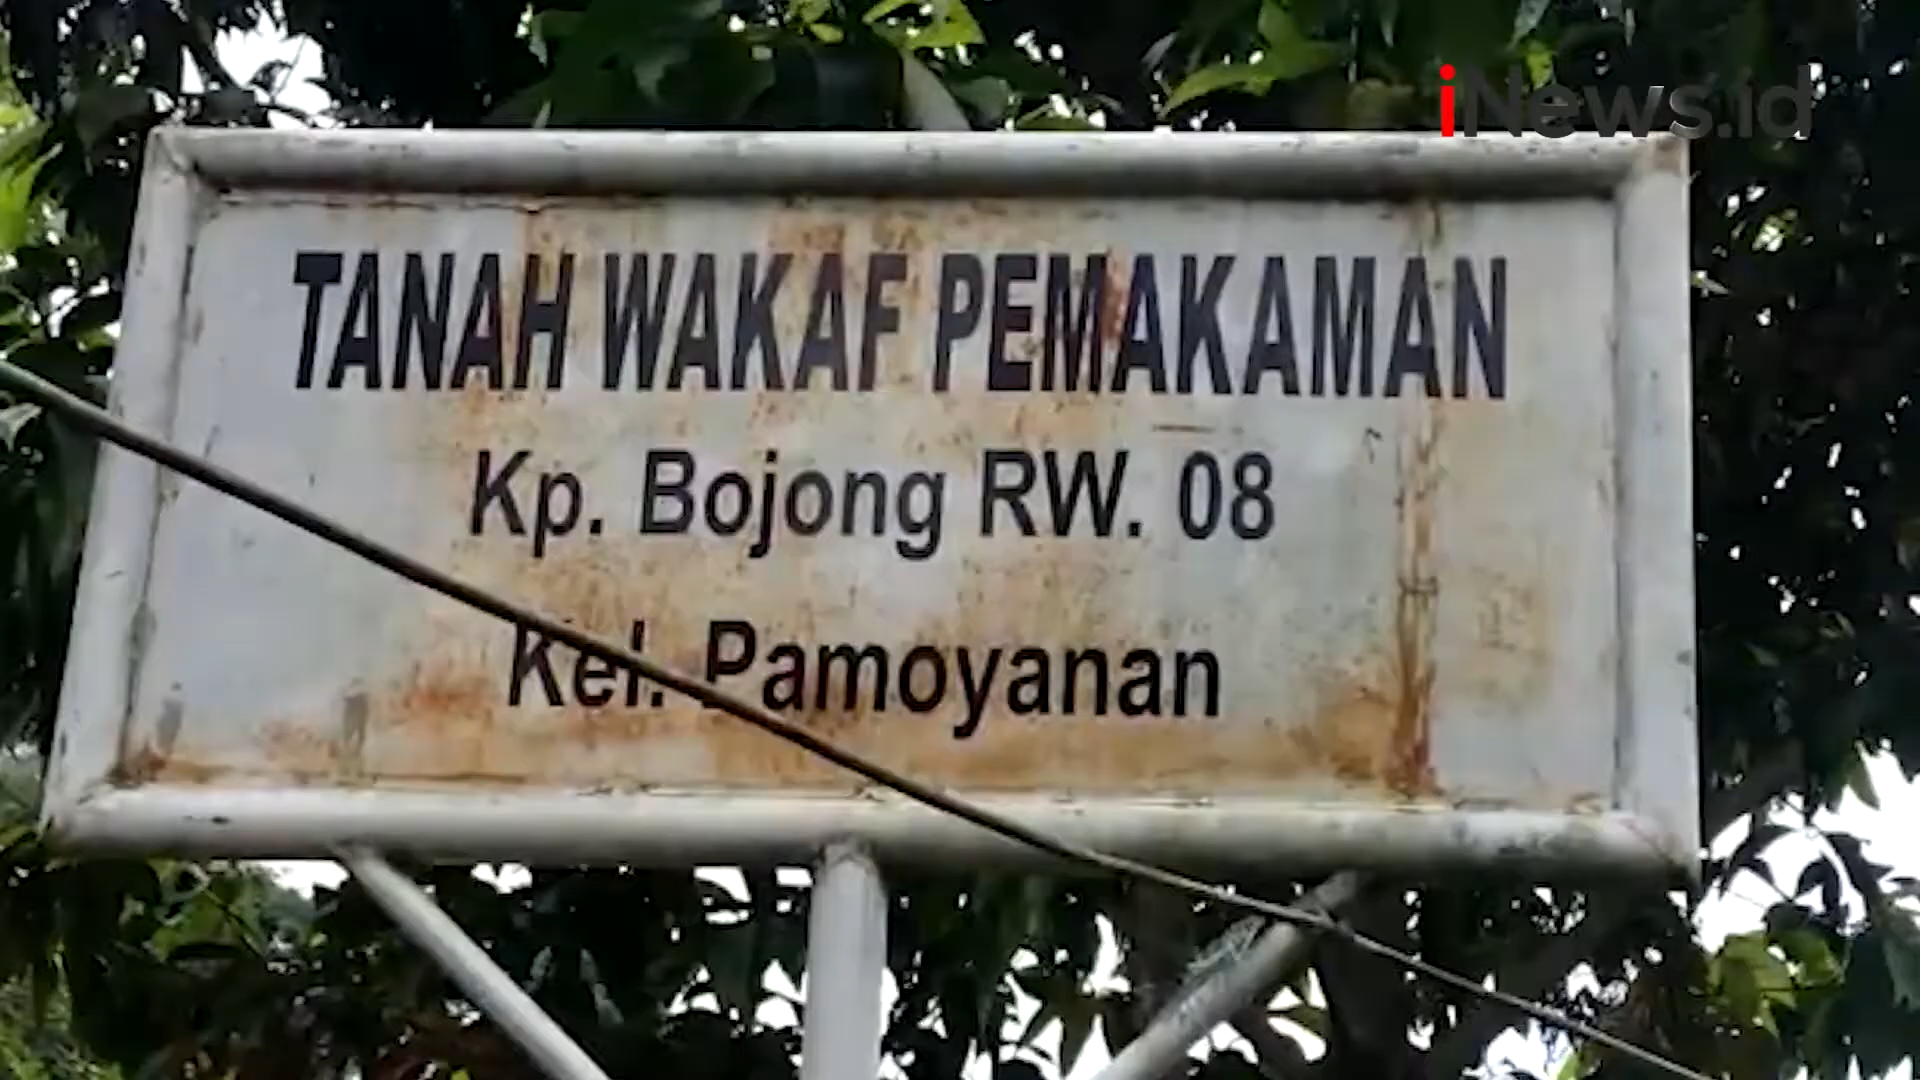 iNews.id
TANAH WAKAF PEMAKAMAN
Kp. Bojong RW. 08
Kel. Pamoyanan